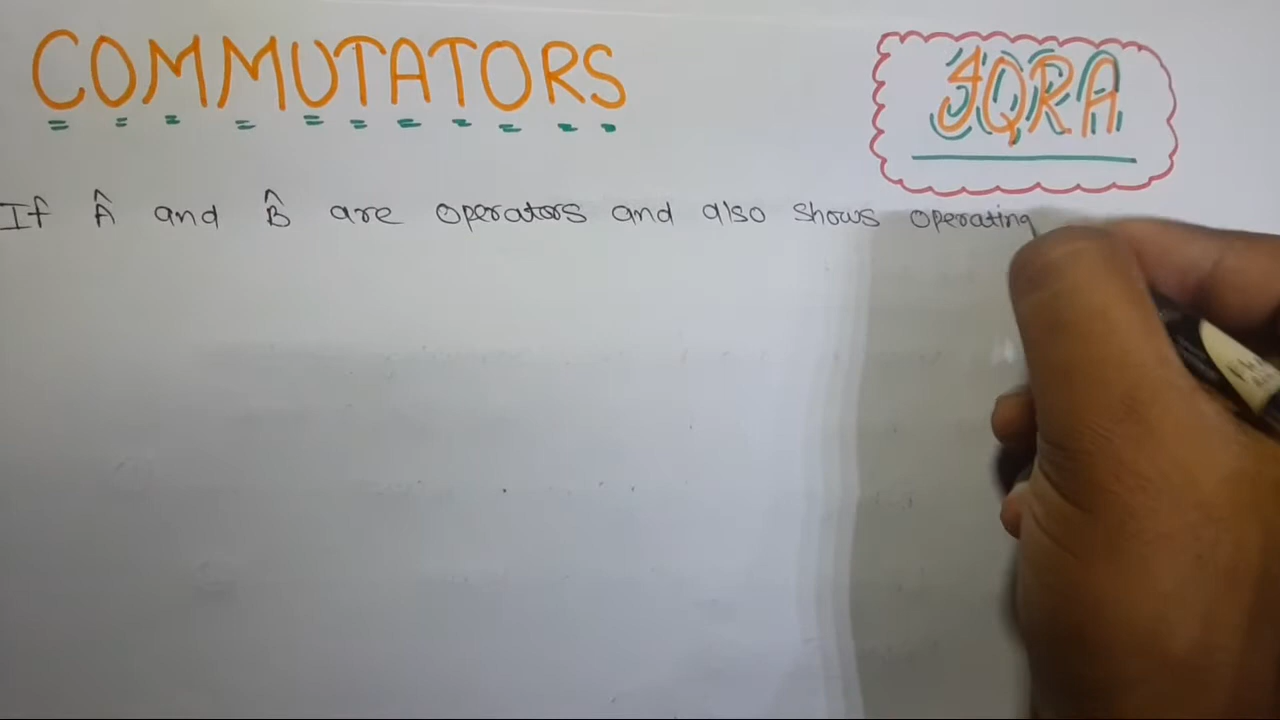 COMMUTATORS
IQRA
If Â and B̂ are operators and also shows operating